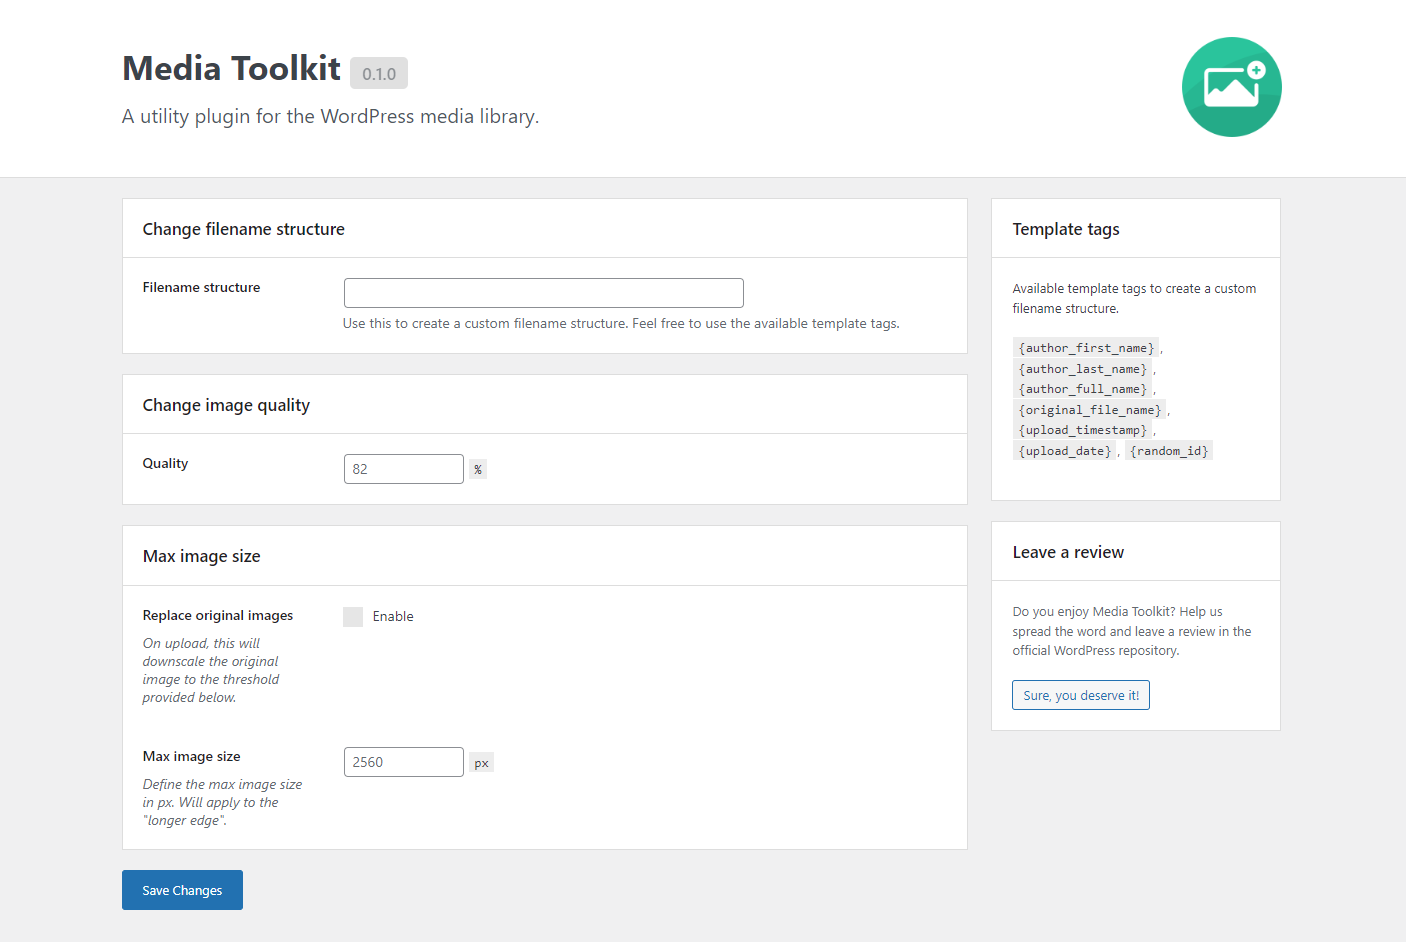 Media Toolkit 0.1.0
A utility plugin for the WordPress media library.
Change filename structure
Filename structure
Use this to create a custom filename structure. Feel free to use the available template tags.
Change image quality
Quality
82 %
Max image size
Replace original images
Enable
On upload, this will
downscale the original
image to the threshold
provided below.
Max image size
2560 px
Define the max image size
in px. Will apply to the
"longer edge".
Save Changes
Template tags
Available template tags to create a custom
filename structure.
{author_first_name} ,
{author_last_name} ,
{author_full_name} ,
{original_file_name} ,
{upload_timestamp} ,
{upload_date} , {random_id}
Leave a review
Do you enjoy Media Toolkit? Help us
spread the word and leave a review in the
official WordPress repository.
Sure, you deserve it!